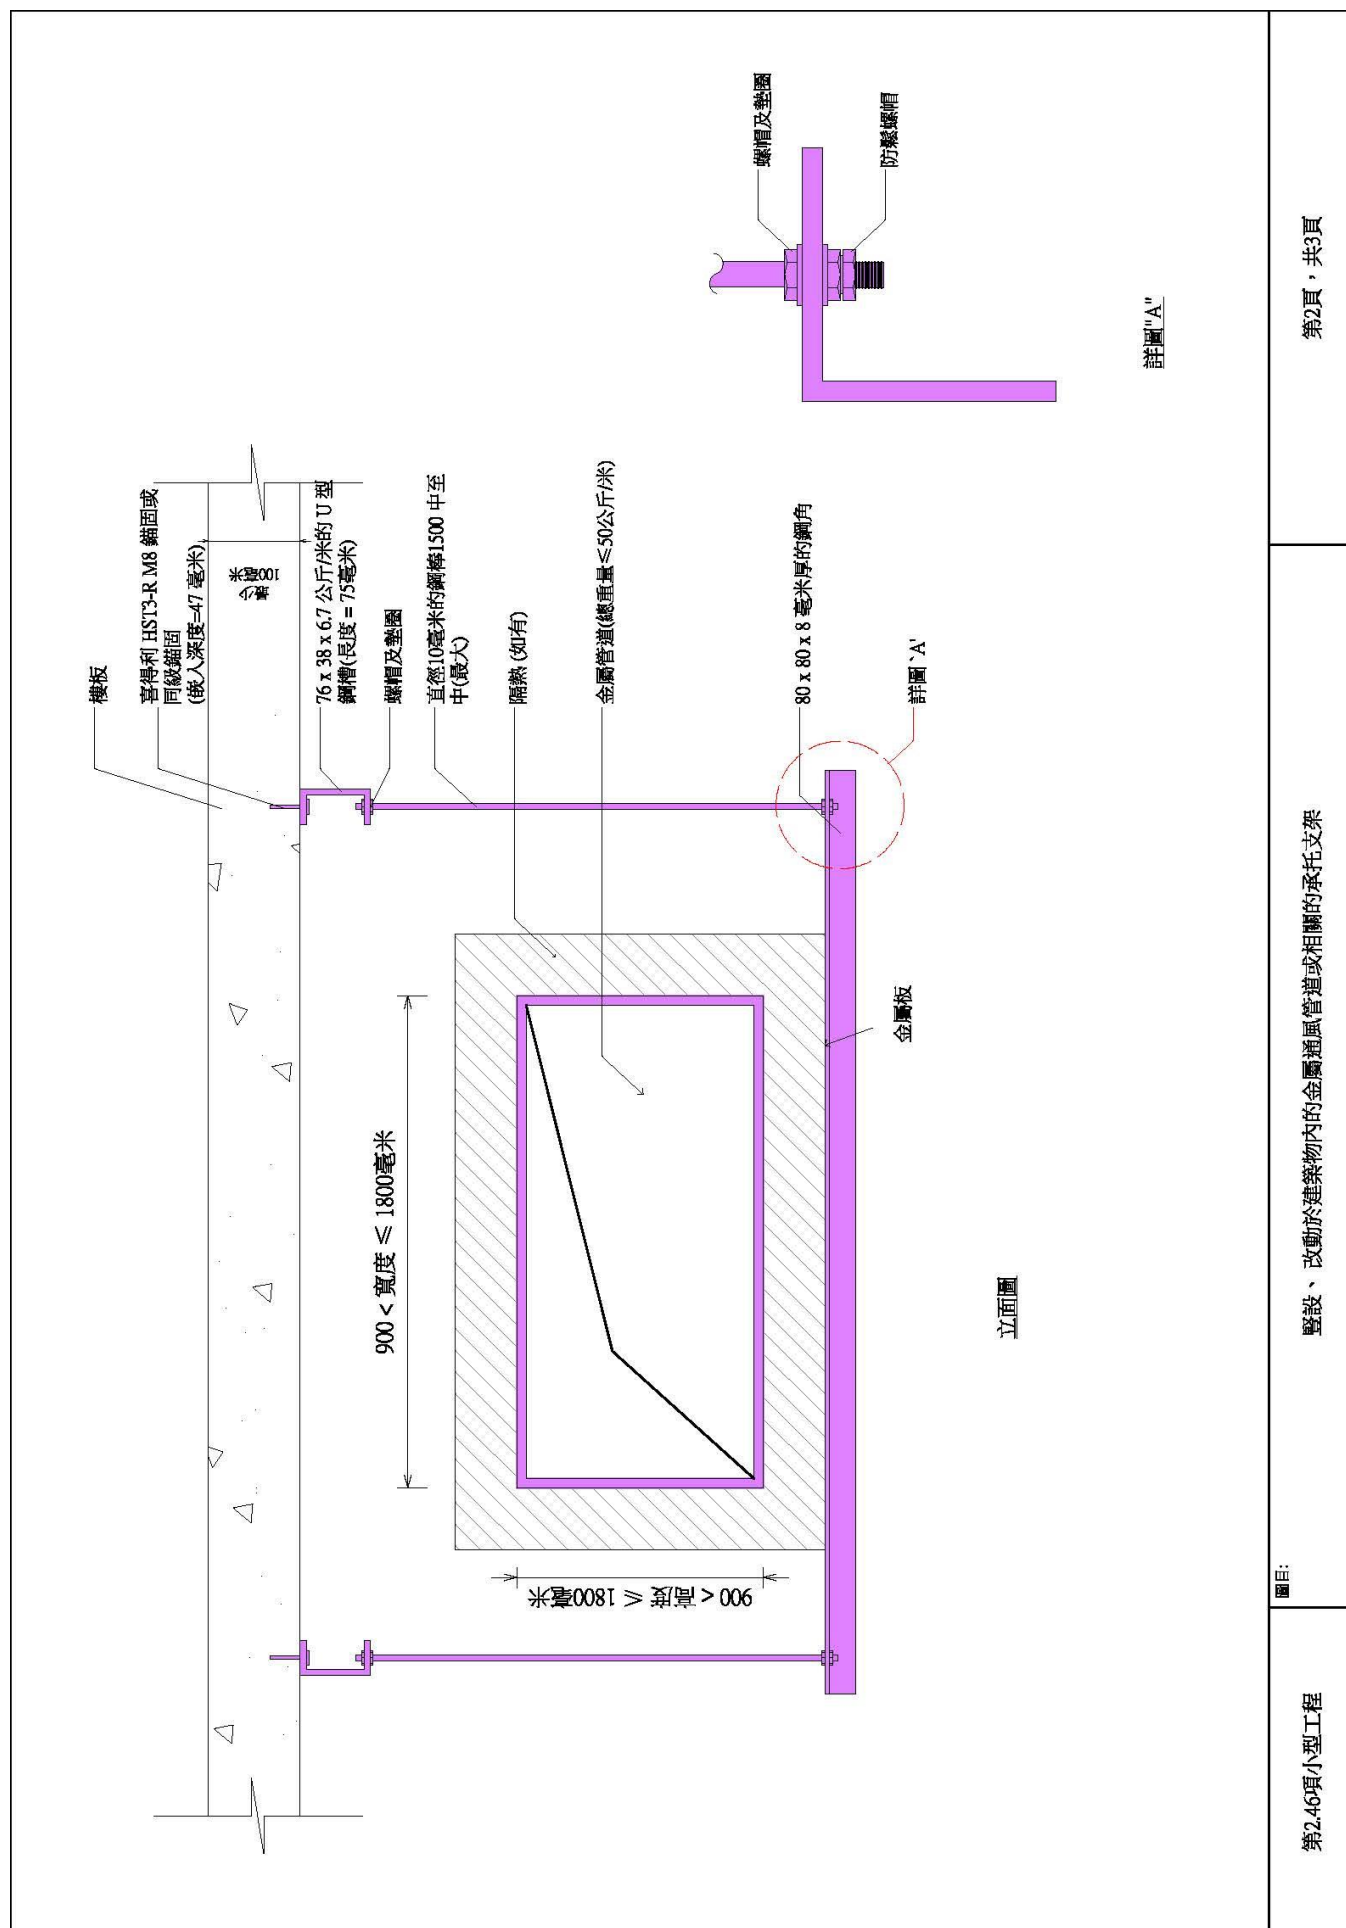 樓板
喜得利 HST3-R M8 錨固或
同級錨固
(嵌入深度=47 毫米)
76 x 38 x 6.7 公斤/米的 U 型
鋼槽(長度 = 75毫米)
螺帽及墊圈
直徑10毫米的鋼棒1500 中至
中(最大)
隔熱 (如有)
金屬管道(總重量≤50公斤/米)
80 x 80 x 8 毫米厚的鋼角
詳圖 `A'
金屬板
900 < 寬度 ≤ 1800毫米
900 < 高度 ≤ 1800毫米
立面圖
螺帽及墊圈
防鬆螺帽
詳圖"A"
第2.46項小型工程
圖目:
豎設、 改動於建築物內的金屬通風管道或相關的承托支架
第2頁，共3頁